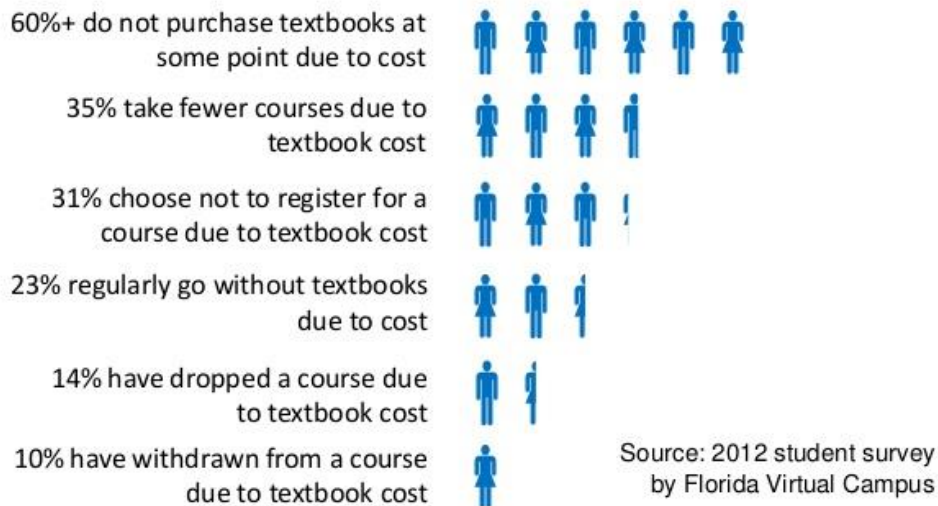 60%+ do not purchase textbooks at
some point due to cost
35% take fewer courses due to
textbook cost
31% choose not to register for a
course due to textbook cost
23% regularly go without textbooks
due to cost
14% have dropped a course due
to textbook cost
10% have withdrawn from a course
due to textbook cost
Source: 2012 student survey
by Florida Virtual Campus